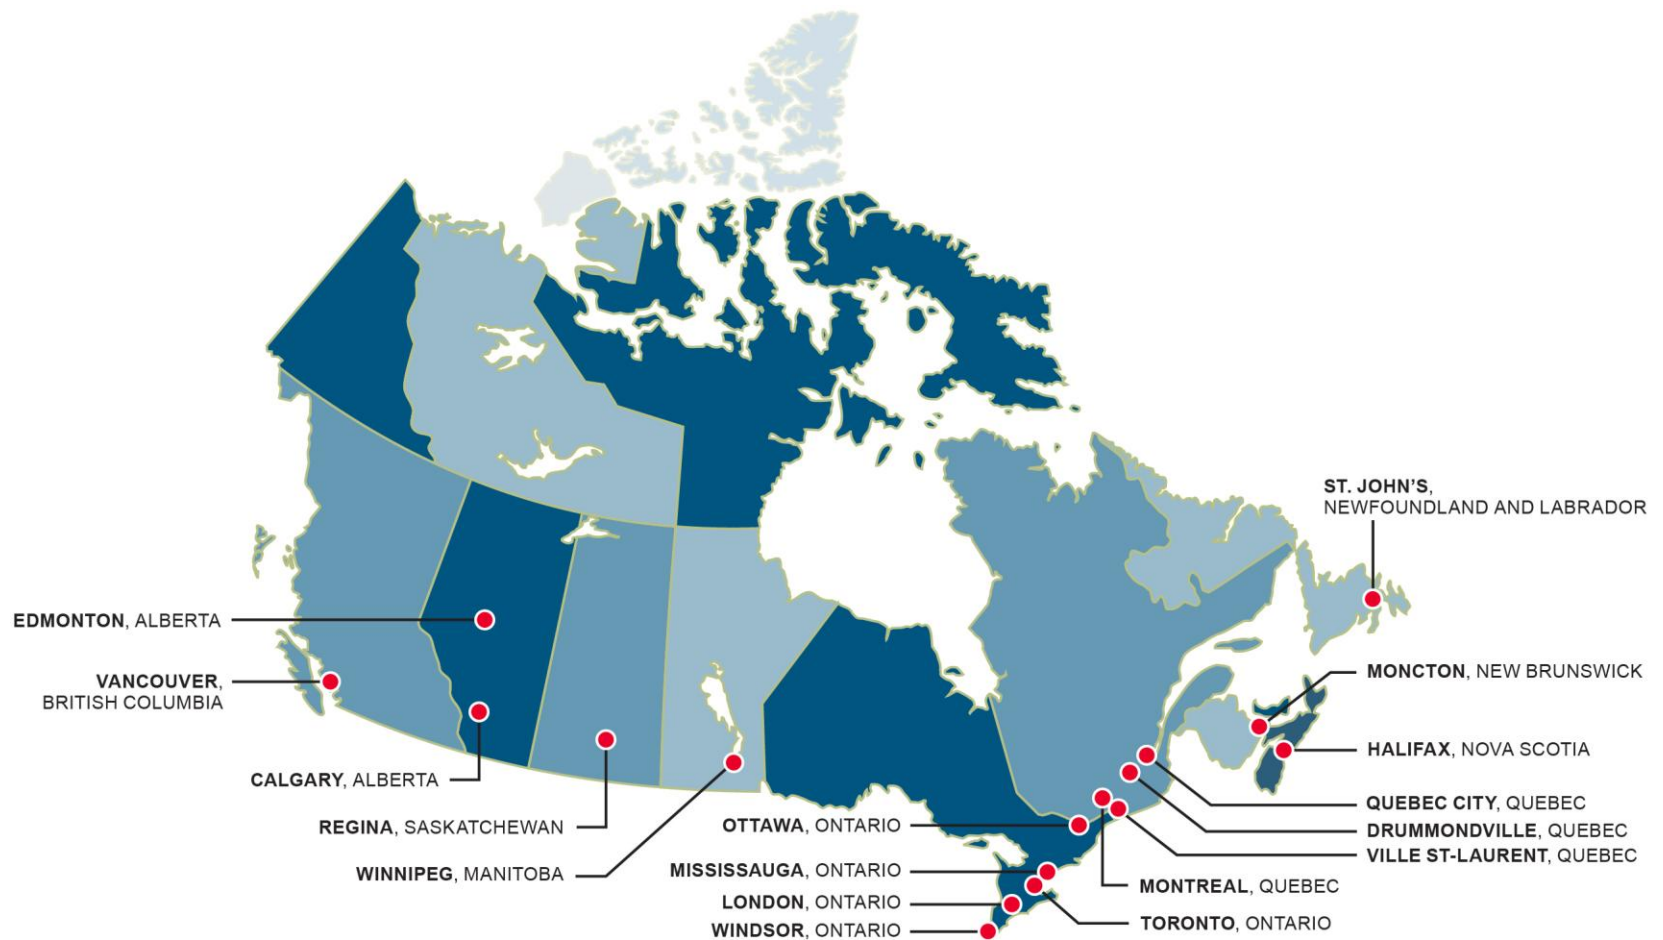 ST. JOHN'S,
NEWFOUNDLAND AND LABRADOR
EDMONTON, ALBERTA
VANCOUVER,
BRITISH COLUMBIA
MONCTON, NEW BRUNSWICK
HALIFAX, NOVA SCOTIA
CALGARY, ALBERTA
QUEBEC CITY, QUEBEC
REGINA, SASKATCHEWAN
OTTAWA, ONTARIO
DRUMMONDVILLE, QUEBEC
VILLE ST-LAURENT, QUEBEC
WINNIPEG, MANITOBA
MISSISSAUGA, ONTARIO
MONTREAL, QUEBEC
LONDON, ONTARIO
TORONTO, ONTARIO
WINDSOR, ONTARIO